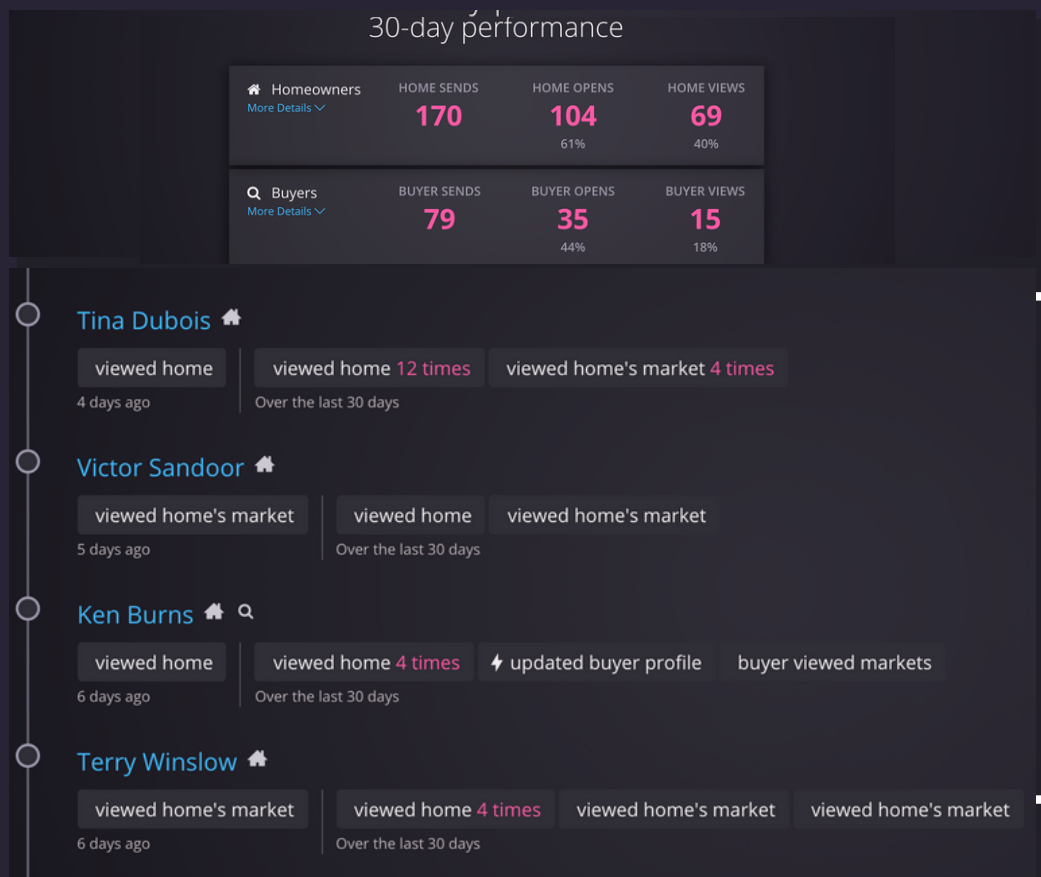 30-day performance
Homeowners HOME SENDS HOME OPENS HOME VIEWS
More Details 170 104 69
61% 40%
Buyers BUYER SENDS BUYER OPENS BUYER VIEWS
More Details 79 35 15
44% 18%
Tina Dubois
viewed home viewed home 12 times viewed home's market 4 times
4 days ago Over the last 30 days
Victor Sandoor
viewed home's market viewed home viewed home's market
5 days ago Over the last 30 days
Ken Burns
viewed home viewed home 4 times updated buyer profile buyer viewed markets
6 days ago Over the last 30 days
Terry Winslow
viewed home's market viewed home 4 times viewed home's market viewed home's market
6 days ago Over the last 30 days